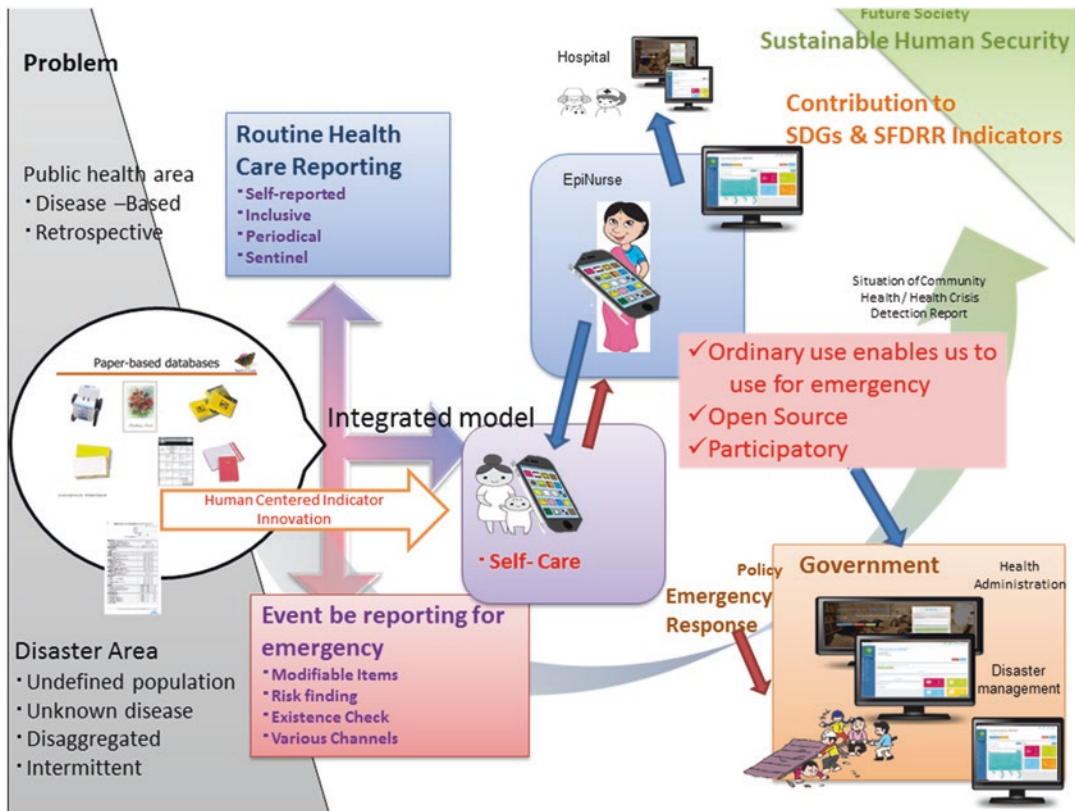 Problem
Public health area
・Disease –Based
・Retrospective
Paper-based databases
Disaster Area
・Undefined population
・Unknown disease
・Disaggregated
・Intermittent
Routine Health
Care Reporting
・Self-reported
・Inclusive
・Periodical
・Sentinel
Integrated model
Human Centered Indicator
Innovation
Event be reporting for
emergency
・Modifiable Items
・Risk finding
・Existence Check
・Various Channels
・Self- Care
Hospital
EpiNurse
Future Society
Sustainable Human Security
Contribution to
SDGs & SFDRR Indicators
Situation of Community
Health / Health Crisis
Detection Report
✓Ordinary use enables us to
use for emergency
✓Open Source
✓Participatory
Policy
Emergency
Response
Government
Health
Administration
Disaster
management